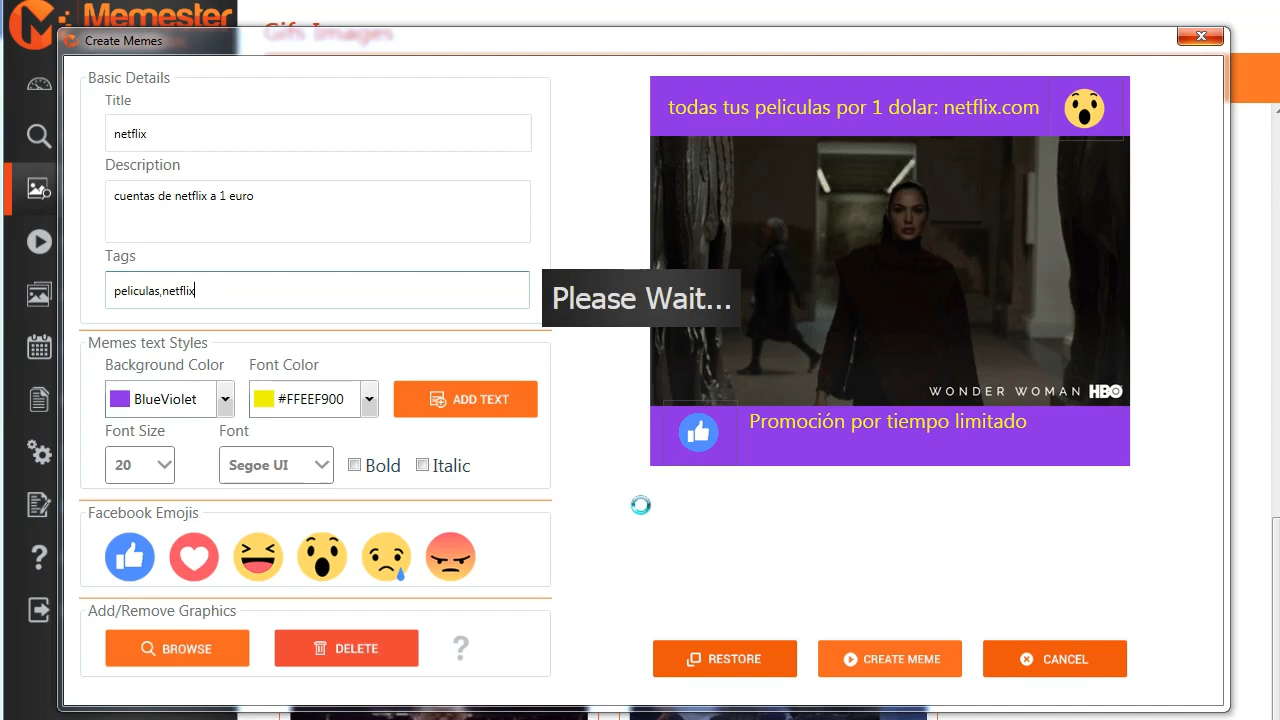 Memester
Gifs Images
Create Memes
Basic Details
Title
netflix
Description
cuentas de netflix a 1 euro
Tags
peliculas,netflix
Please Wait...
Memes text Styles
Background Color
Font Color
BlueViolet
#FFEEF900
ADD TEXT
Font Size
Font
20
Segoe UI
Bold
Italic
Facebook Emojis
Add/Remove Graphics
BROWSE
DELETE
?
todas tus peliculas por 1 dolar: netflix.com
WONDER WOMAN HBO
Promoción por tiempo limitado
RESTORE
CREATE MEME
CANCEL